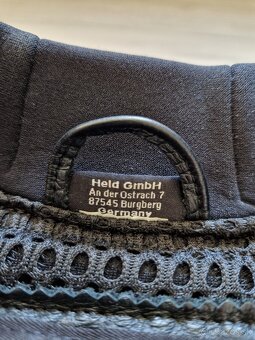 Held GmbH
An der Ostrach 7
87545 Burgberg
Germany